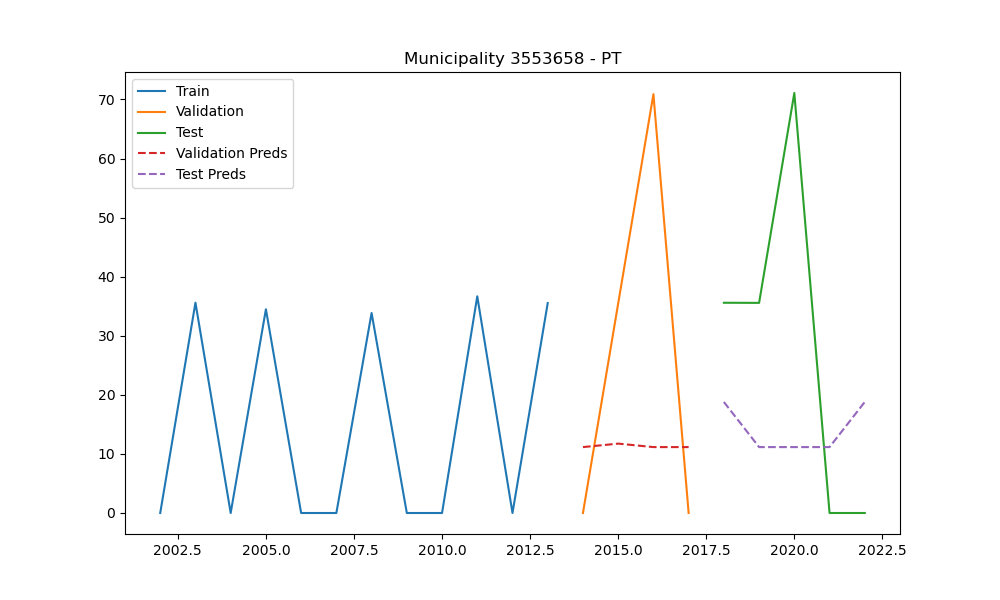 Municipality 3553658 - PT
Train
Validation
Test
Validation Preds
Test Preds
70
60
50
40
30
20
10
0
2002.5 2005.0 2007.5 2010.0 2012.5 2015.0 2017.5 2020.0 2022.5